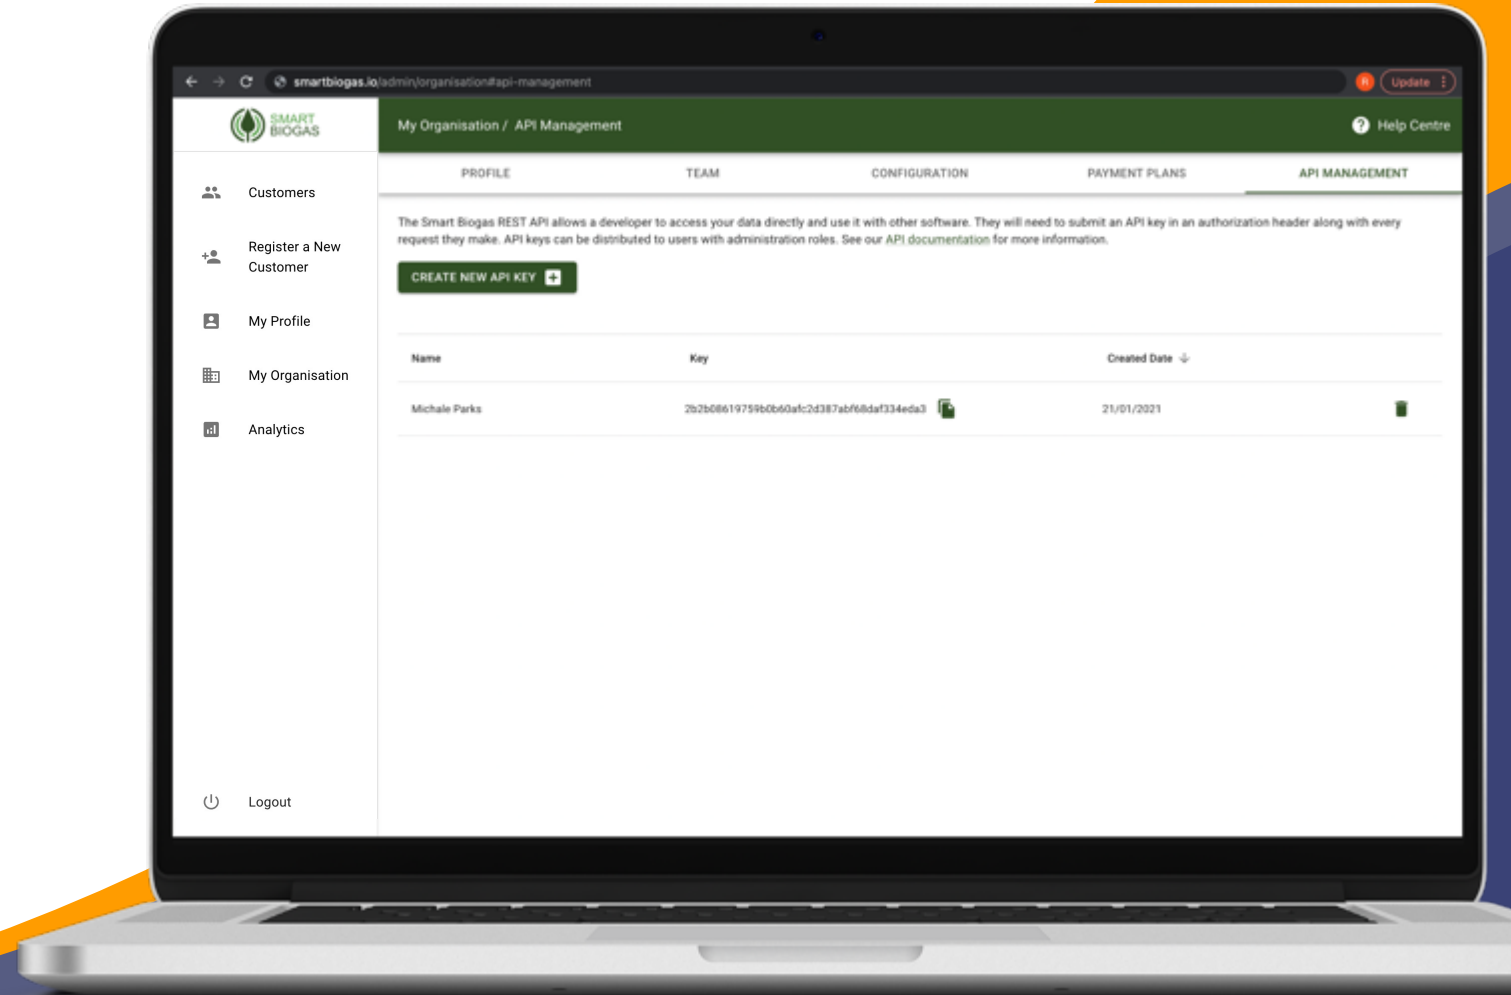 smartbiogas.io/admin/organisation#api-management
R
Update
SMART
BIOGAS
My Organisation / API Management
Help Centre
Customers
Register a New
Customer
My Profile
My Organisation
Analytics
Logout
PROFILE
TEAM
CONFIGURATION
PAYMENT PLANS
API MANAGEMENT
The Smart Biogas REST API allows a developer to access your data directly and use it with other software. They will need to submit an API key in an authorization header along with every
request they make. API keys can be distributed to users with administration roles. See our API documentation for more information.
CREATE NEW API KEY
Name
Key
Created Date
Michale Parks
2b2b08619759b0b60afc2d387abf68daf334eda3
21/01/2021